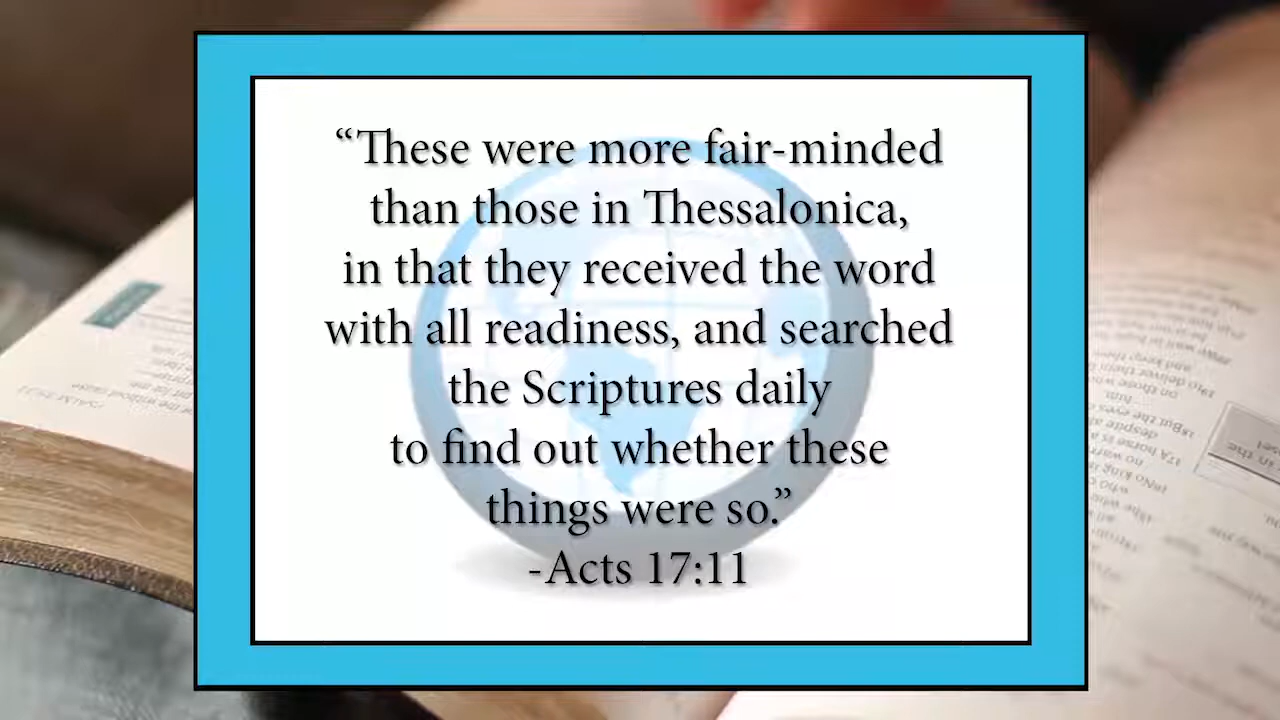 “These were more fair-minded
than those in Thessalonica,
in that they received the word
with all readiness, and searched
the Scriptures daily
to find out whether these
things were so.”
-Acts 17:11